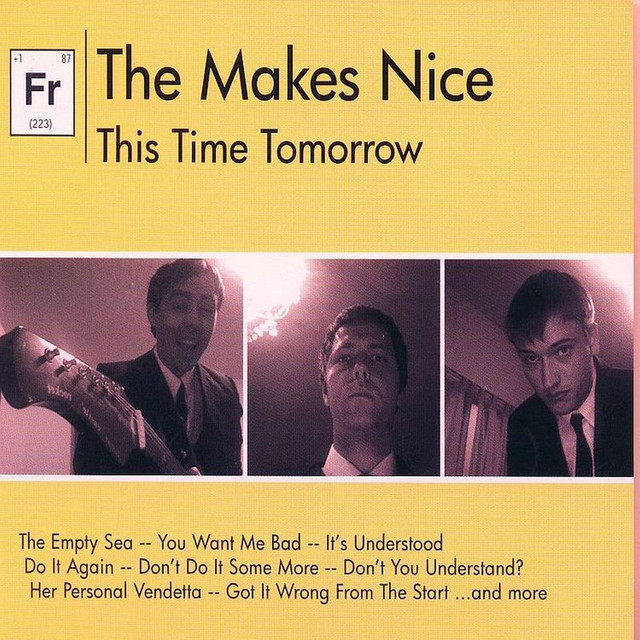 +1 87
Fr
(223)
The Makes Nice
This Time Tomorrow
The Empty Sea -- You Want Me Bad -- It's Understood
Do It Again -- Don't Do It Some More -- Don't You Understand?
Her Personal Vendetta -- Got It Wrong From The Start ...and more